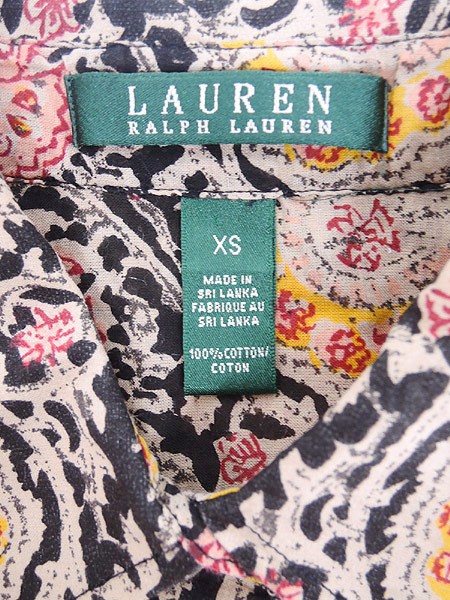 LAUREN
RALPH LAUREN
XS
MADE IN
SRI LANKA
FABRIQUE AU
SRI LANKA
100%COTTON/
COTON